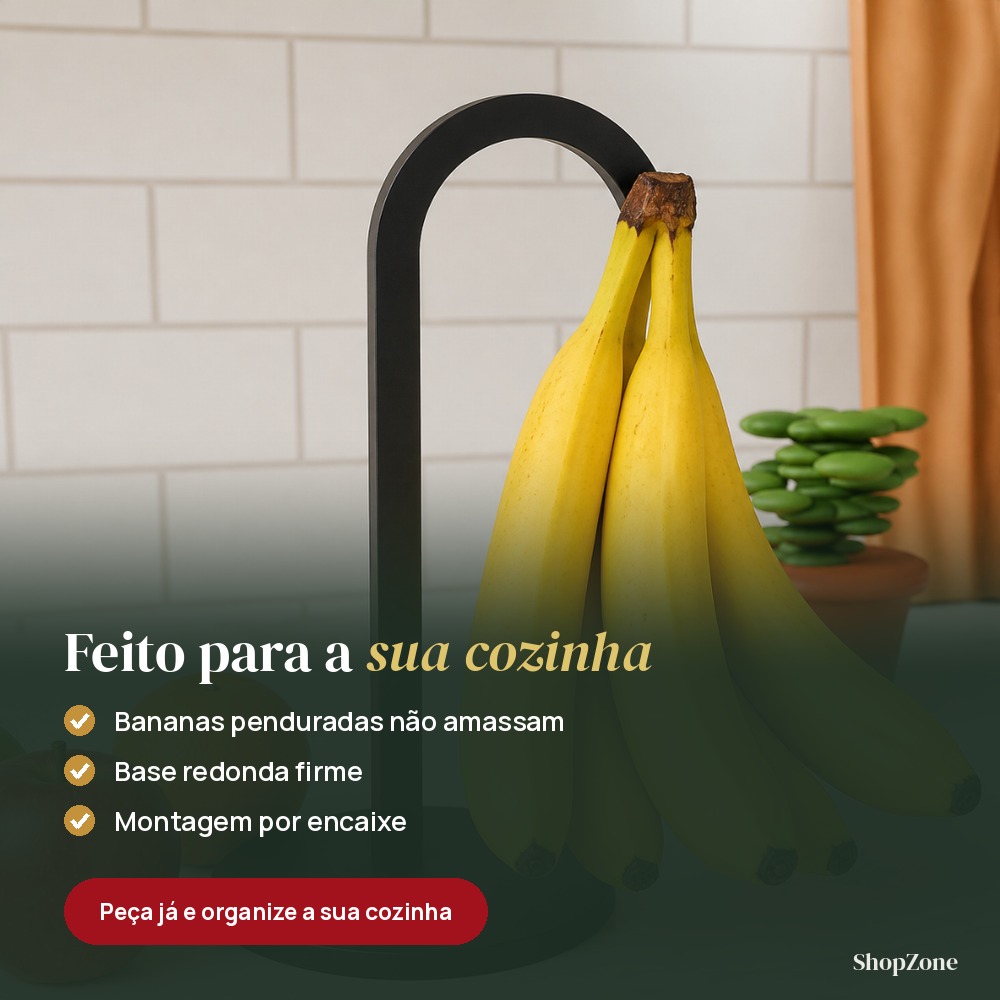 Feito para a sua cozinha
Bananas penduradas não amassam
Base redonda firme
Montagem por encaixe
Peça já e organize a sua cozinha
ShopZone